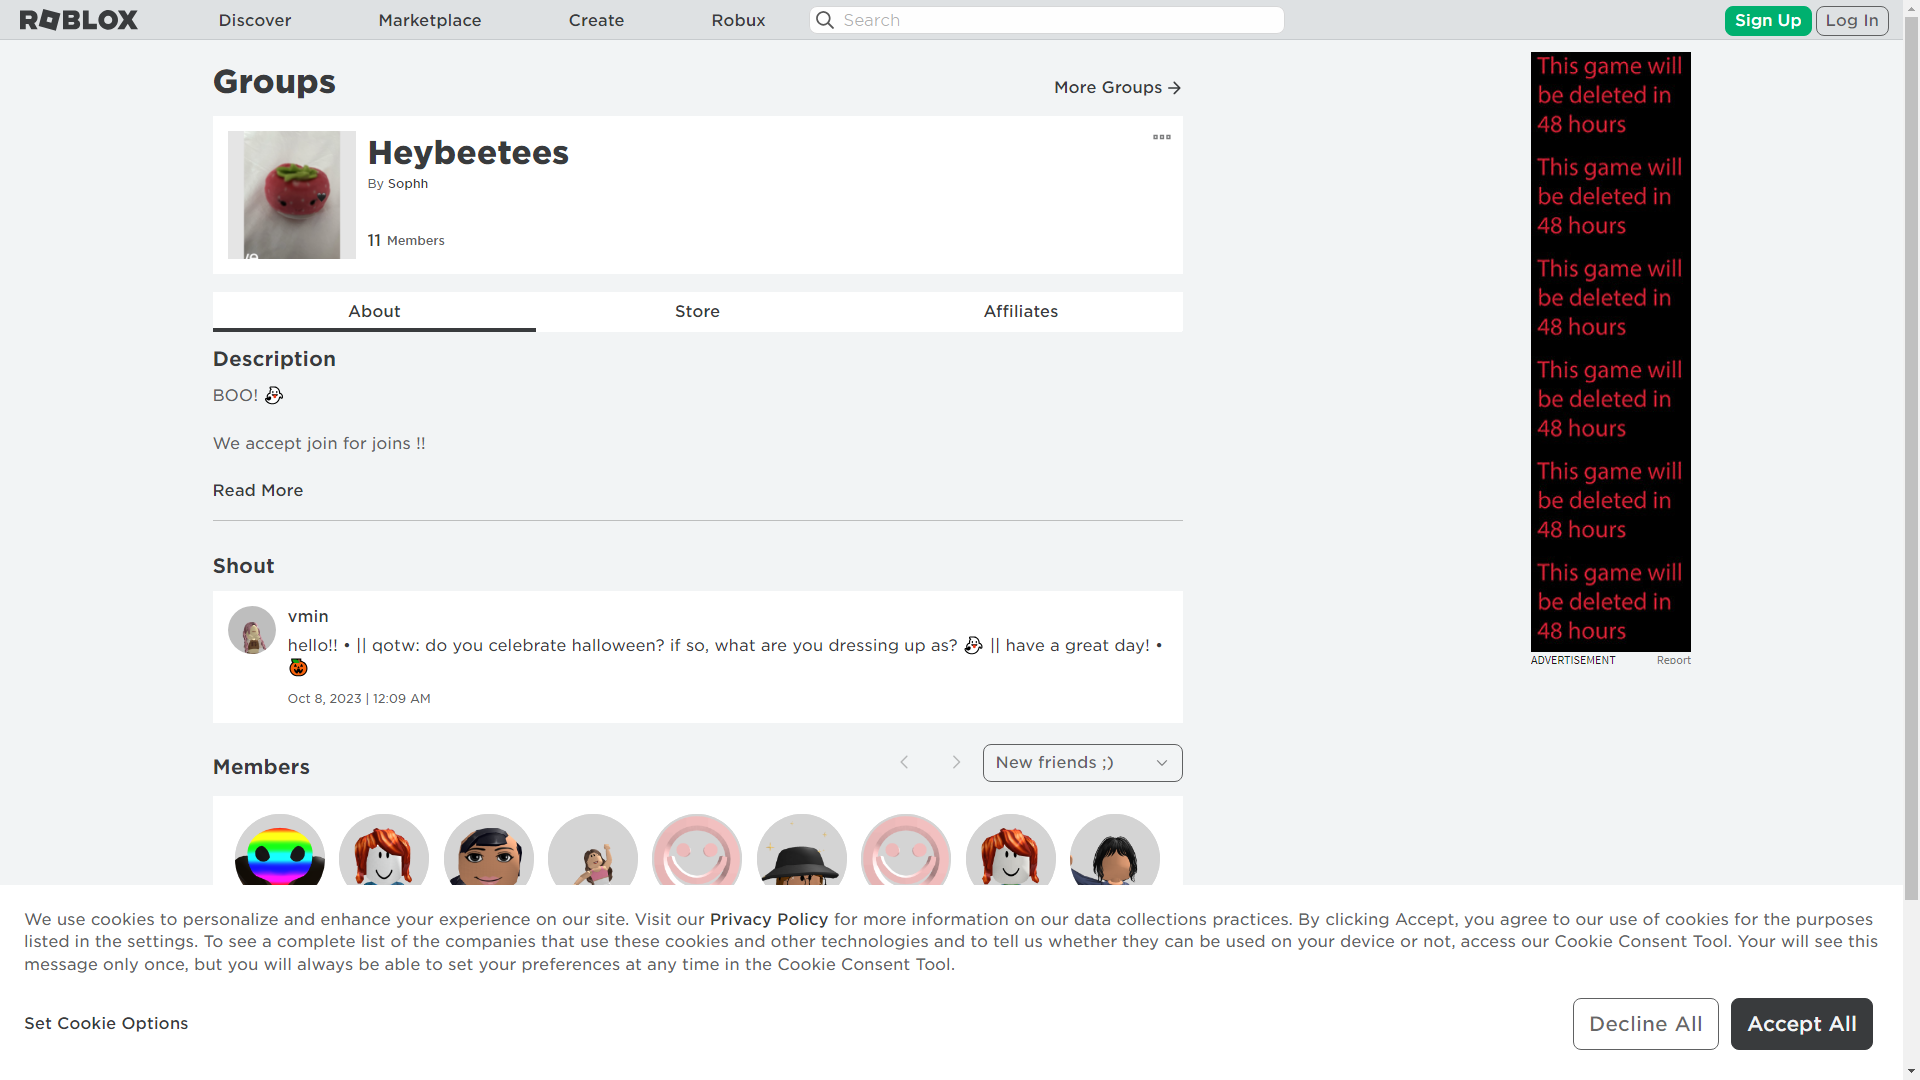 ROBLOX
Discover
Marketplace
Create
Robux
Search
Sign Up
Log In
Groups
More Groups
Heybeetees
By Sophh
11 Members
About
Store
Affiliates
Description
BOO! 👻
We accept join for joins !!
Read More
Shout
vmin
hello!! • || qotw: do you celebrate halloween? if so, what are you dressing up as? 👻 || have a great day! •
🎃
Oct 8, 2023 | 12:09 AM
Members
New friends ;)
This game will
be deleted in
48 hours
This game will
be deleted in
48 hours
This game will
be deleted in
48 hours
This game will
be deleted in
48 hours
This game will
be deleted in
48 hours
This game will
be deleted in
48 hours
ADVERTISEMENT
Report
We use cookies to personalize and enhance your experience on our site. Visit our Privacy Policy for more information on our data collections practices. By clicking Accept, you agree to our use of cookies for the purposes
listed in the settings. To see a complete list of the companies that use these cookies and other technologies and to tell us whether they can be used on your device or not, access our Cookie Consent Tool. Your will see this
message only once, but you will always be able to set your preferences at any time in the Cookie Consent Tool.
Set Cookie Options
Decline All
Accept All